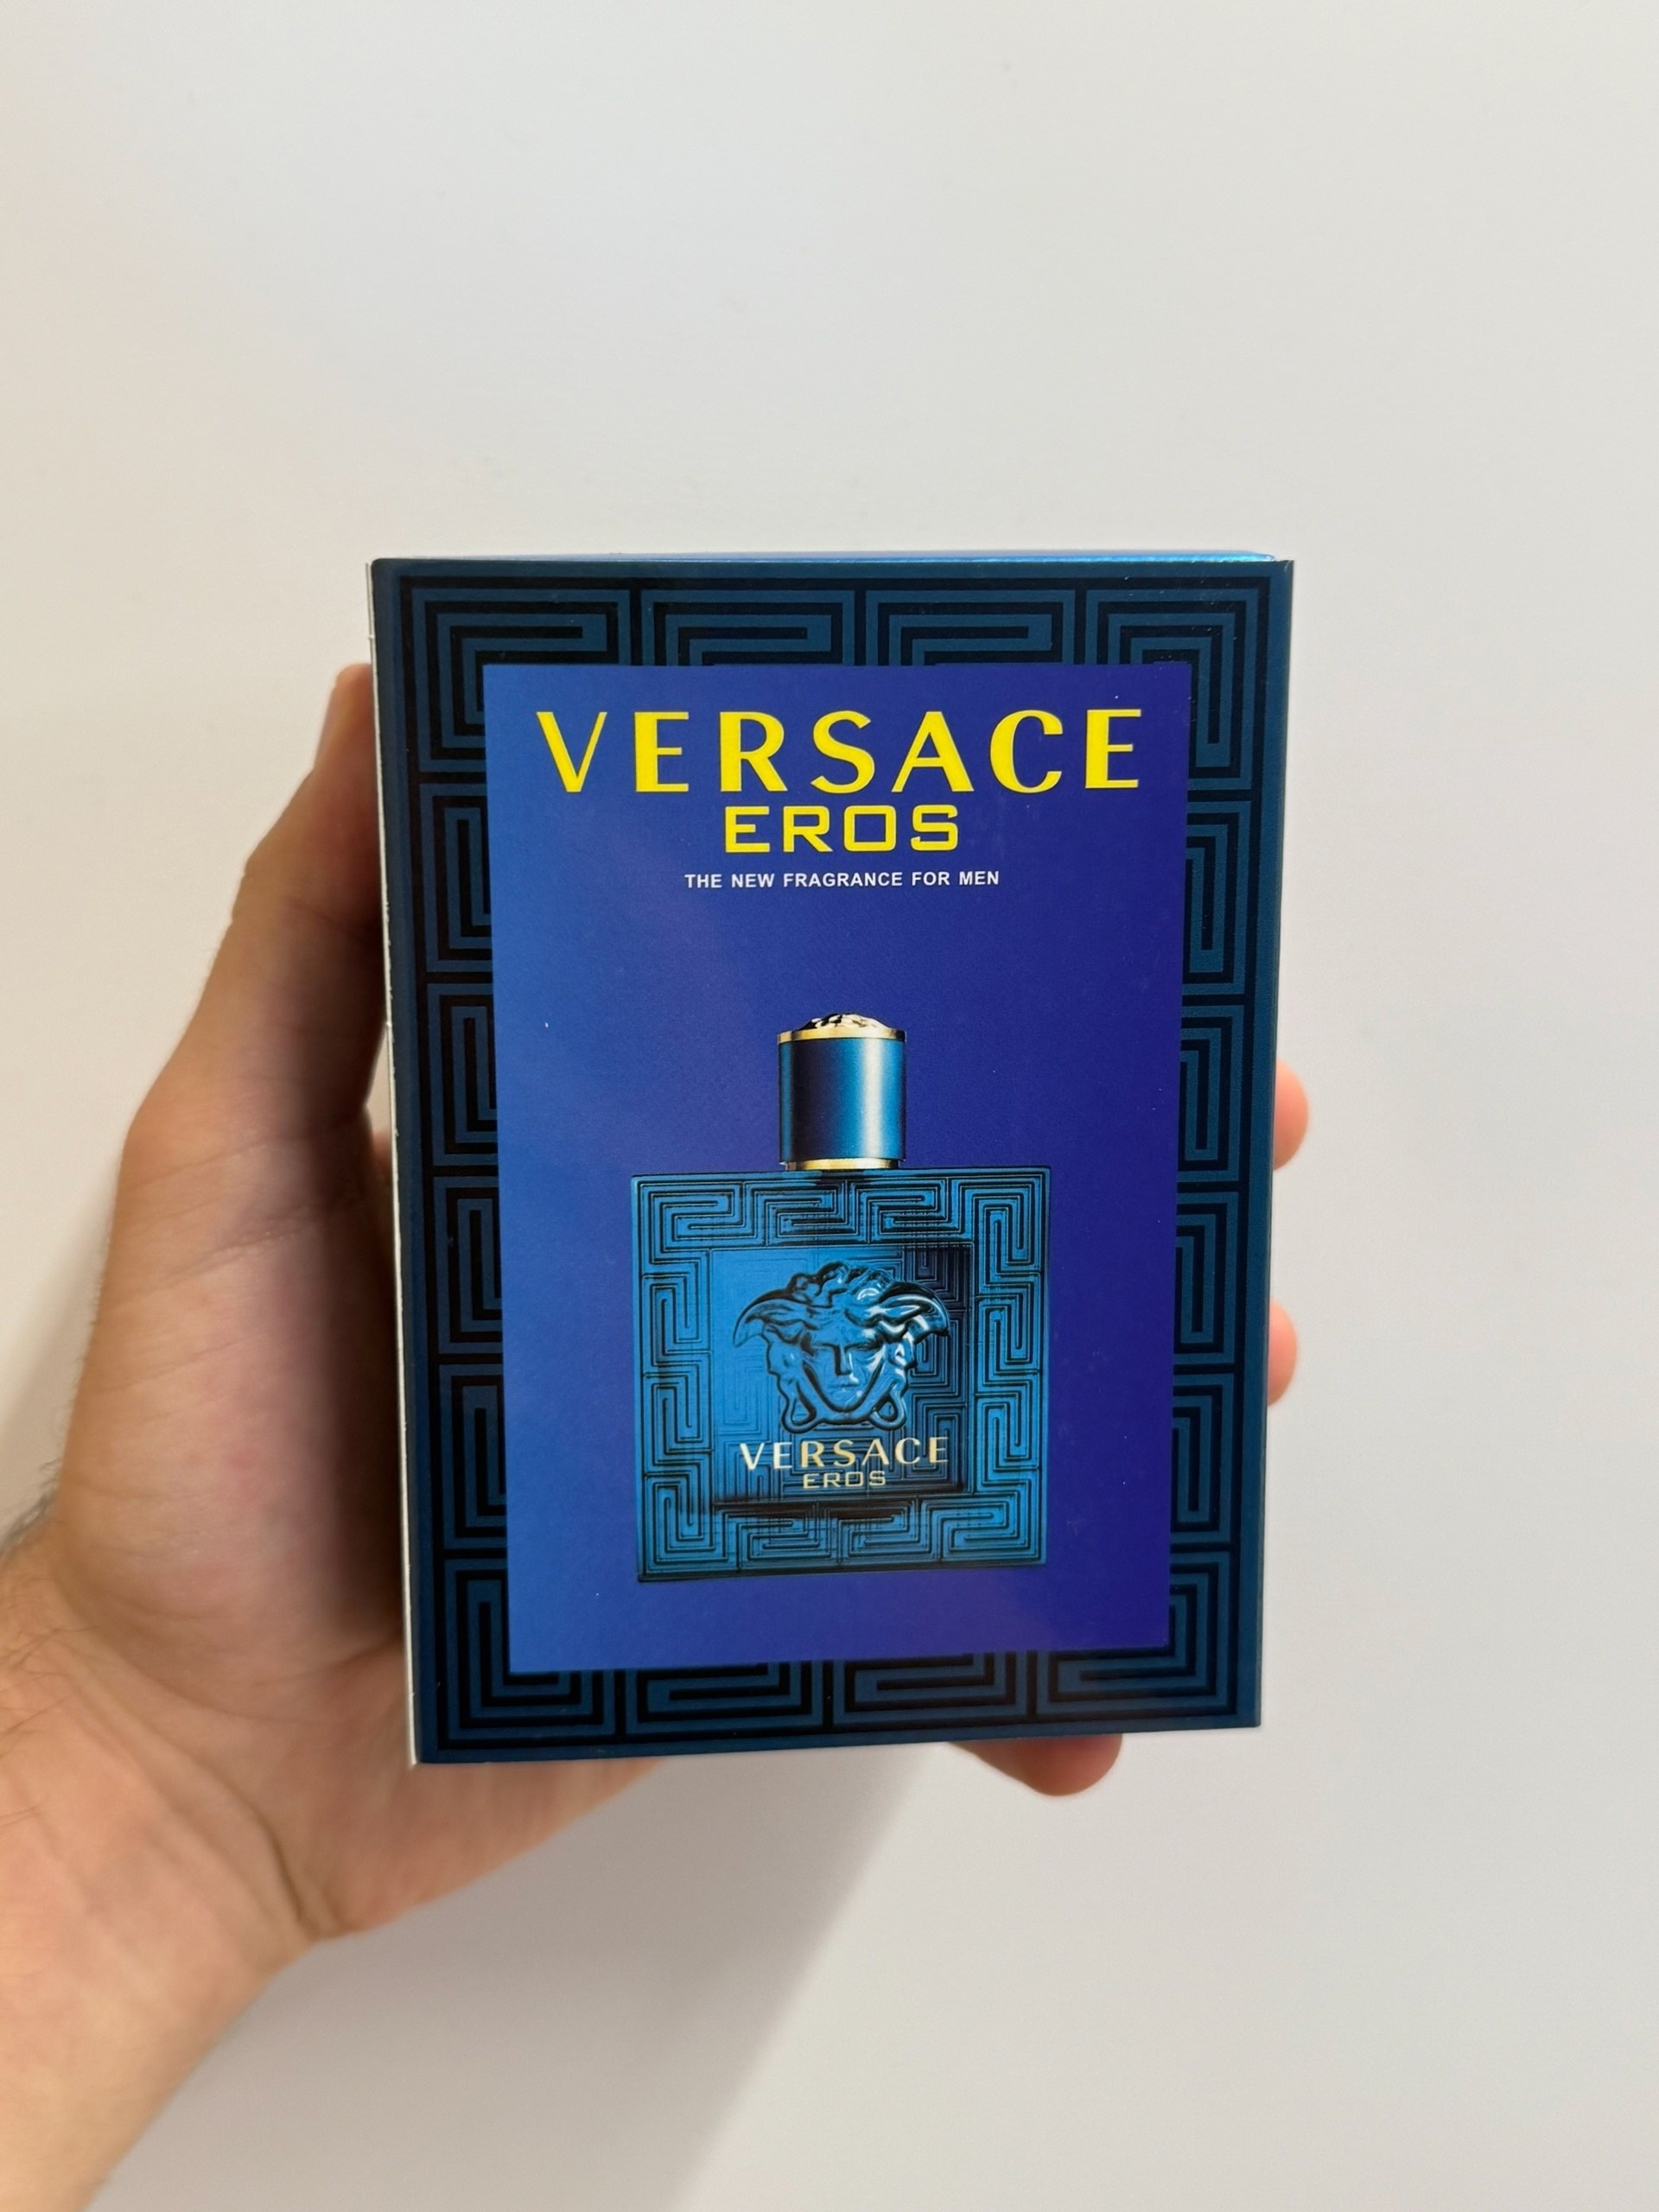 VERSACE
EROS
THE NEW FRAGRANCE FOR MEN
VERSACE
EROS